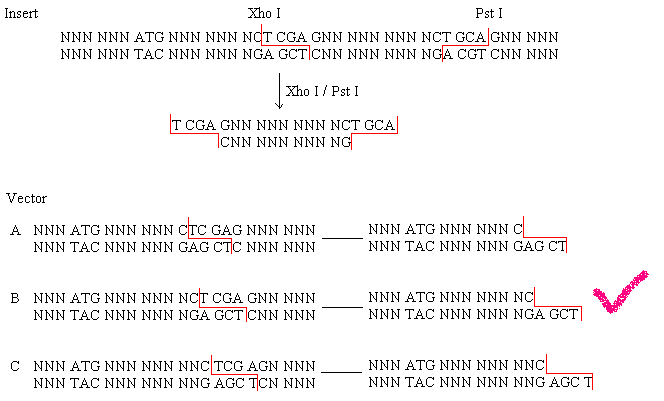 Insert Xho I Pst I
NNN NNN ATG NNN NNN NCT CGA GNN NNN NNN NCT GCA GNN NNN
NNN NNN TAC NNN NNN NGA GCT CNN NNN NNN NGA CGT CNN NNN
Xho I / Pst I
T CGA GNN NNN NNN NCT GCA
CNN NNN NNN NG
Vector
A NNN ATG NNN NNN CTC GAG NNN NNN NNN ATG NNN NNN C
NNN TAC NNN NNN GAG CTC NNN NNN NNN TAC NNN NNN GAG CT
B NNN ATG NNN NNN NCT CGA GNN NNN NNN ATG NNN NNN NC
NNN TAC NNN NNN NGA GCT CNN NNN NNN TAC NNN NNN NGA GCT
C NNN ATG NNN NNN NNC TCG AGN NNN NNN ATG NNN NNN NNC
NNN TAC NNN NNN NNG AGC TCN NNN NNN TAC NNN NNN NNG AGC T